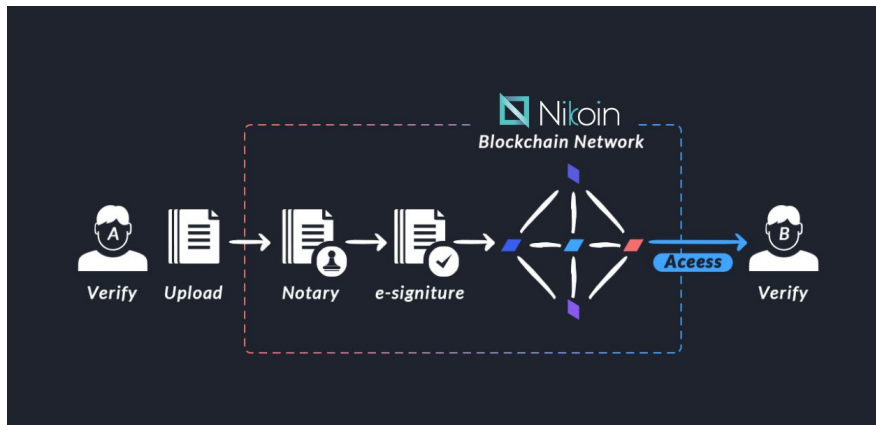 Nikoin
Blockchain Network
A
B
Aceess
Verify
Upload
Notary
e-signiture
Verify